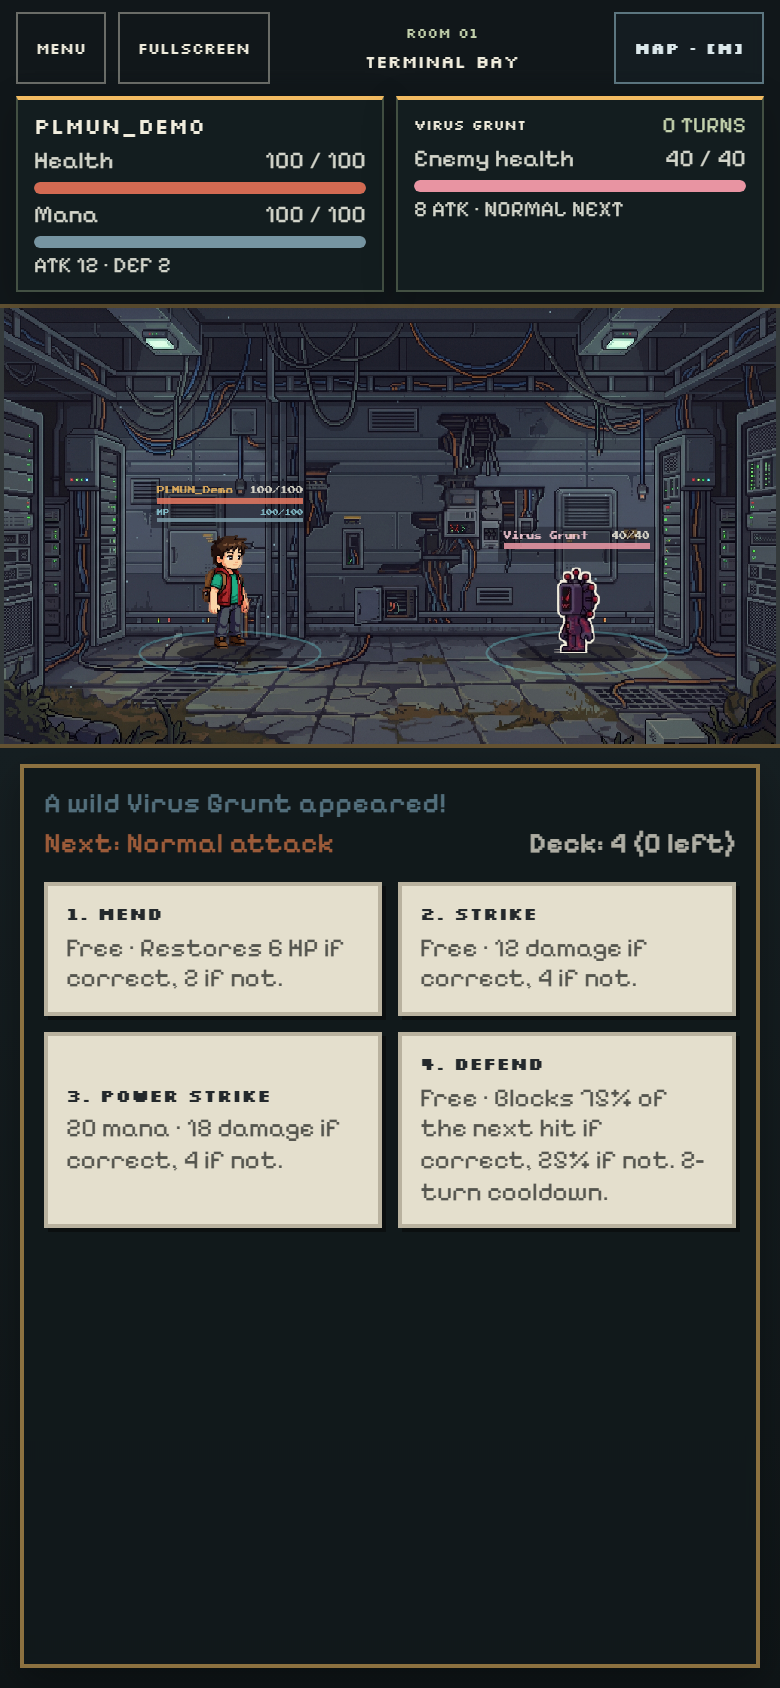 MENU
FULLSCREEN
ROOM 01
TERMINAL BAY
MAP - [M]
PLMUN_DEMO
Health 100 / 100
Mana 100 / 100
ATK 12 · DEF 2
VIRUS GRUNT 0 TURNS
Enemy health 40 / 40
8 ATK · NORMAL NEXT
PLMUN_Demo 100/100
MP 100/100
Virus Grunt 40/40
A wild Virus Grunt appeared!
Next: Normal attack
Deck: 4 (0 left)
1. MEND
Free · Restores 6 HP if
correct, 2 if not.
2. STRIKE
Free · 12 damage if
correct, 4 if not.
3. POWER STRIKE
20 mana · 18 damage if
correct, 4 if not.
4. DEFEND
Free · Blocks 75% of
the next hit if
correct, 25% if not. 2-
turn cooldown.